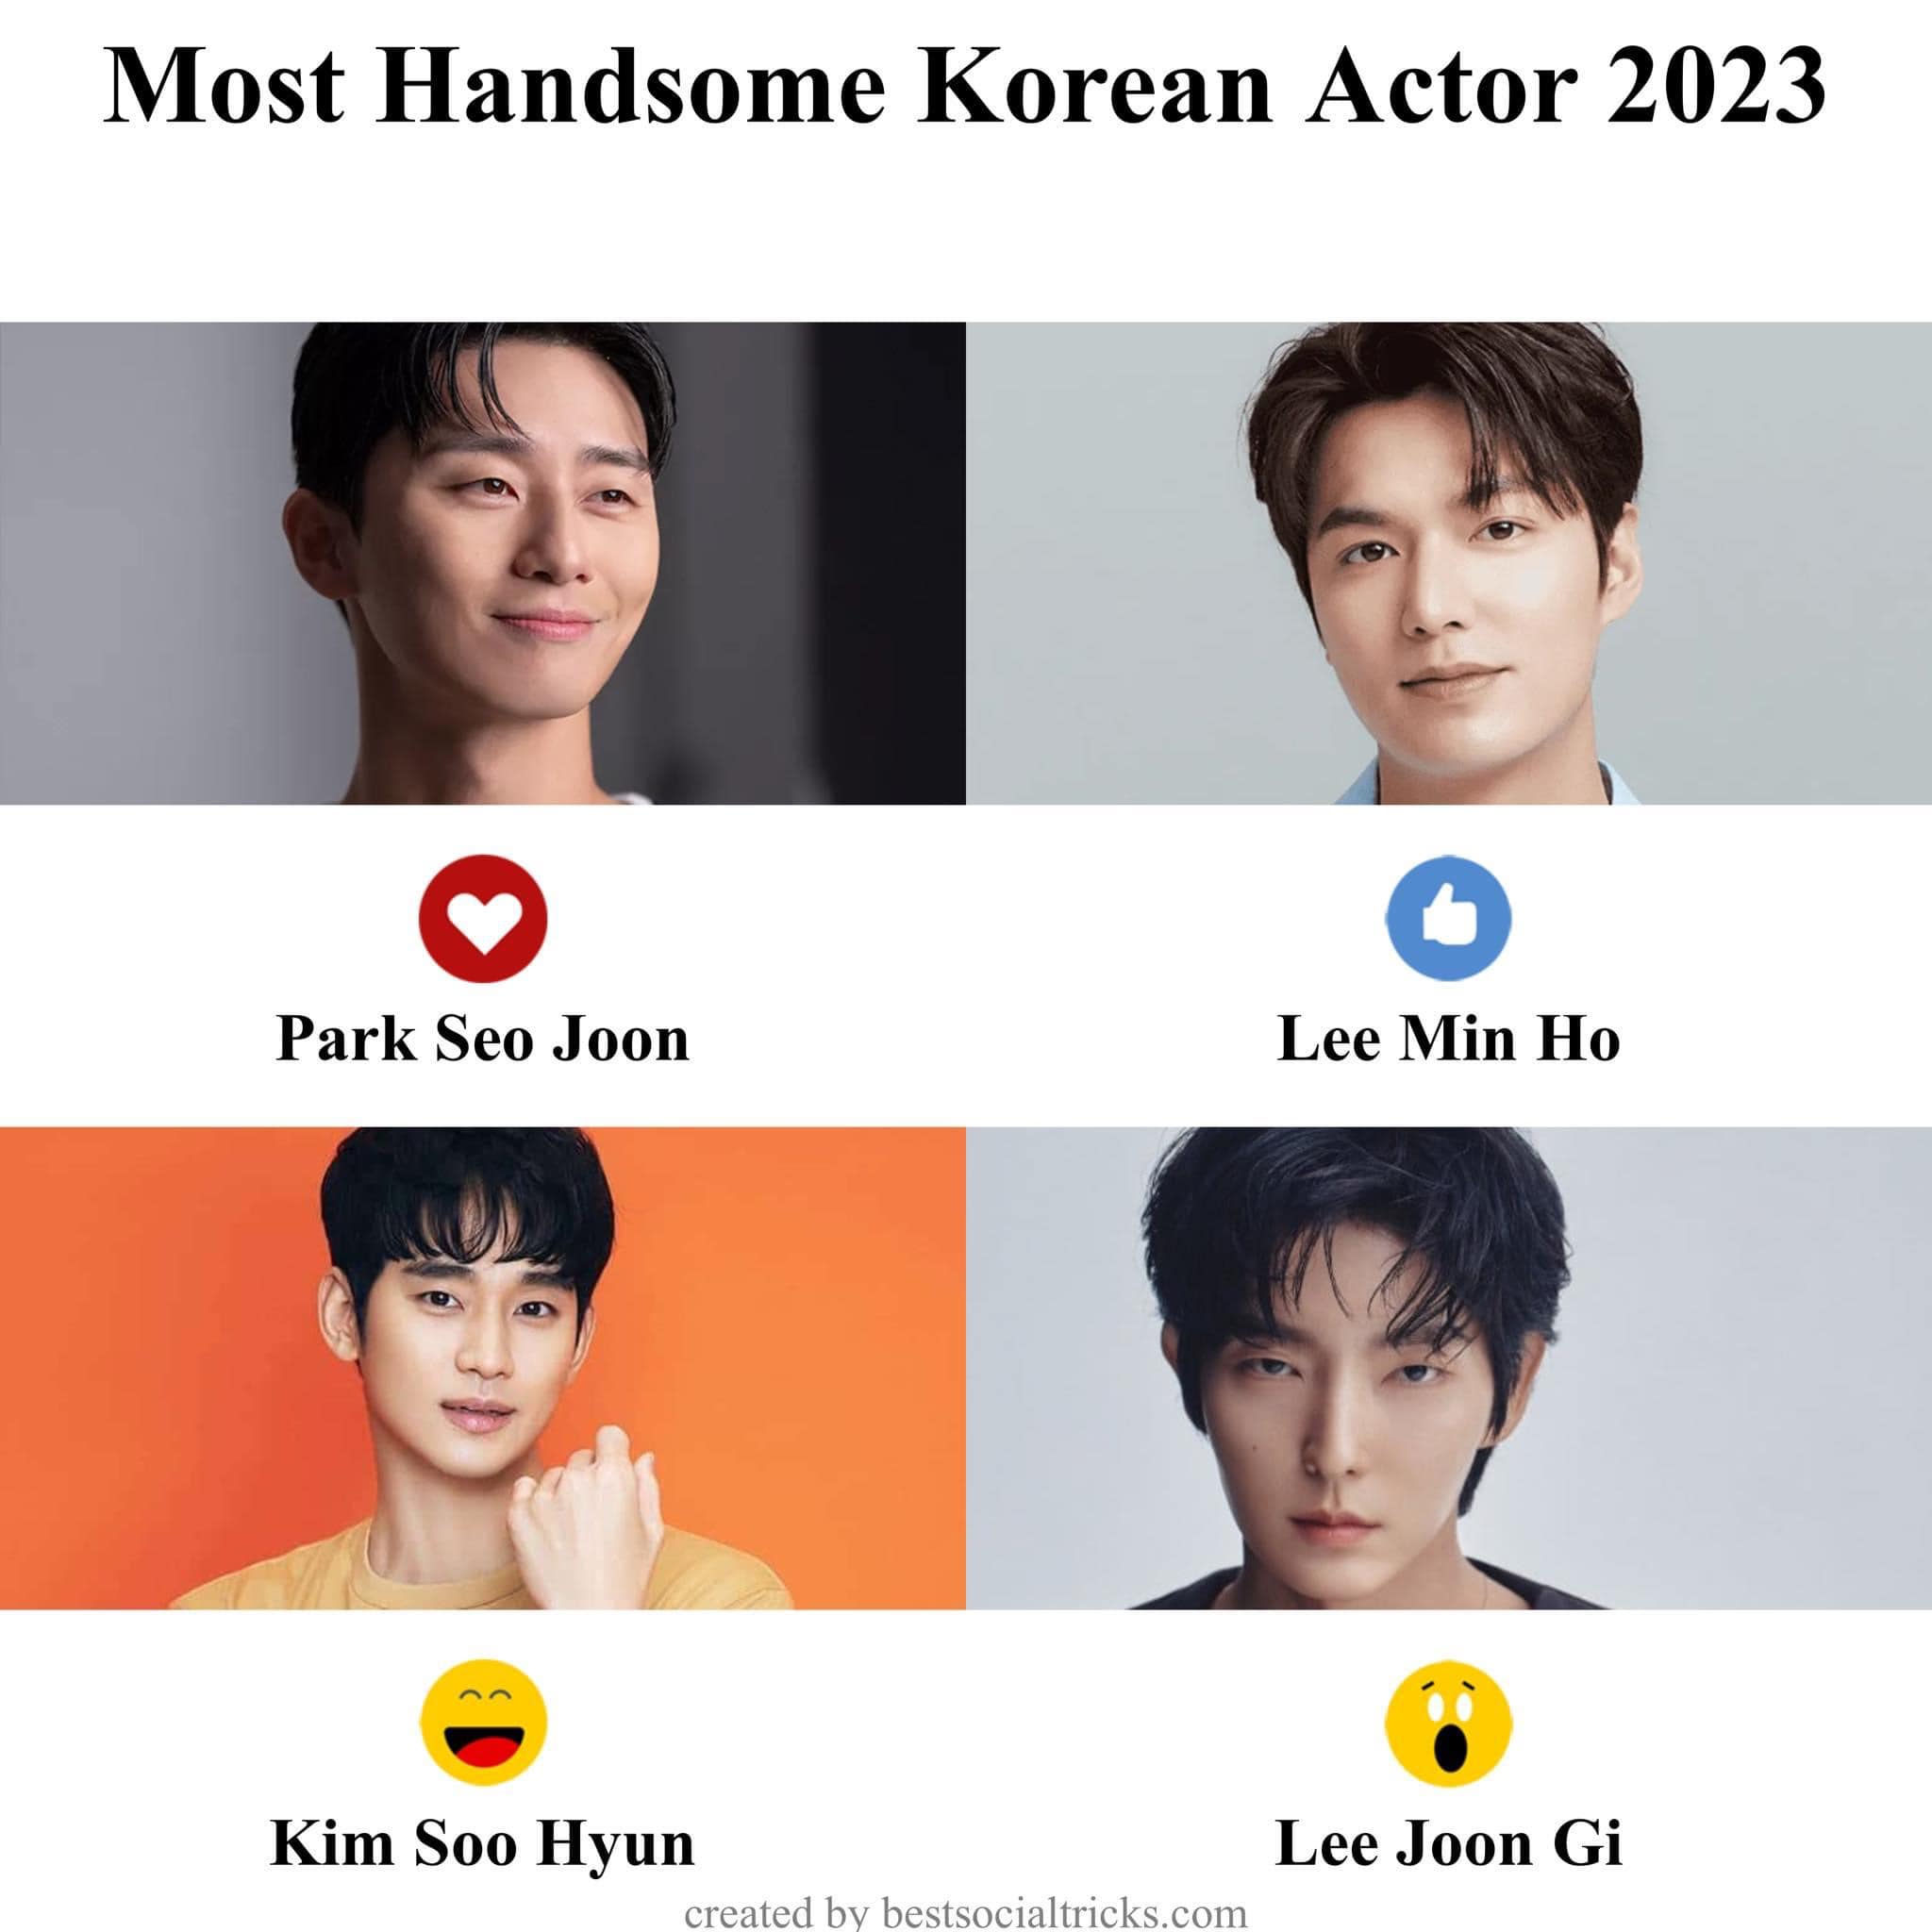 Most Handsome Korean Actor 2023
Park Seo Joon
Lee Min Ho
Kim Soo Hyun
Lee Joon Gi
created by bestsocialtricks.com